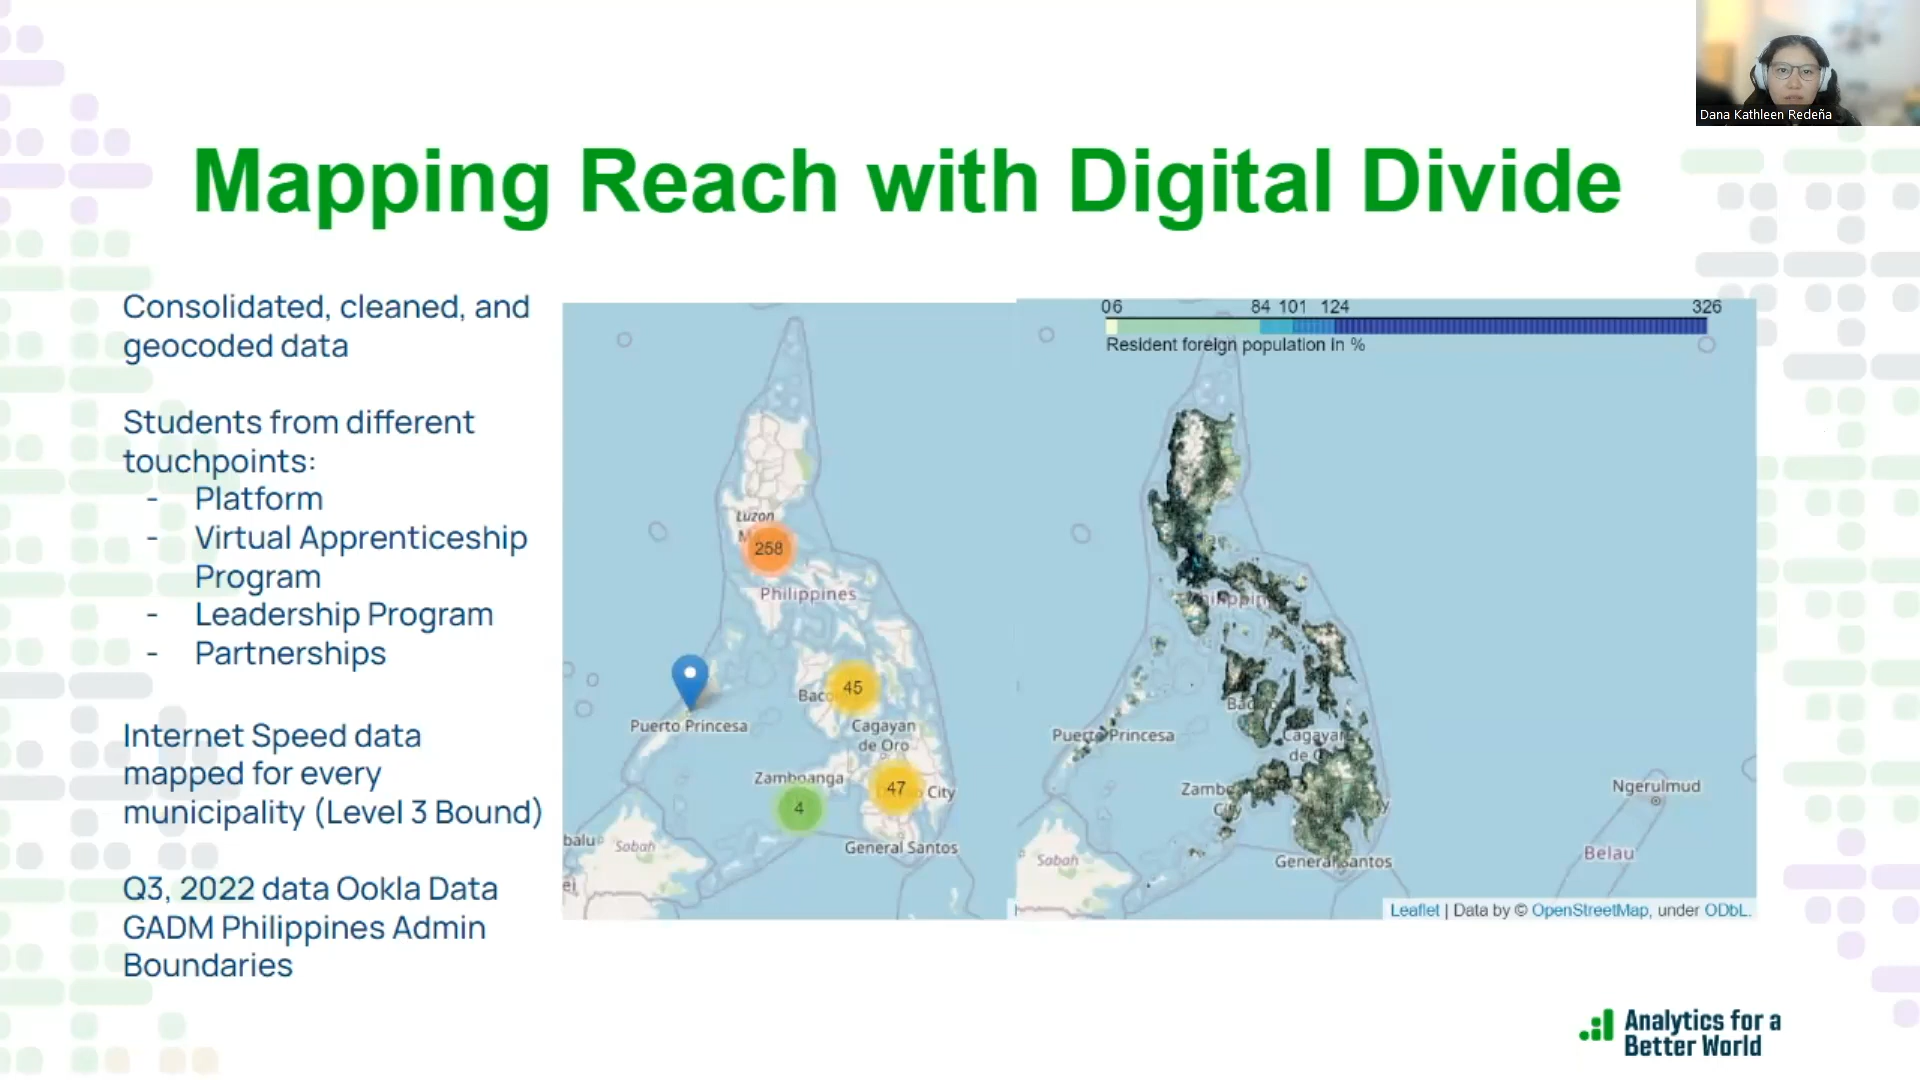 Dana Kathleen Redeña
Mapping Reach with Digital Divide
Consolidated, cleaned, and
geocoded data
Students from different
touchpoints:
- Platform
- Virtual Apprenticeship
Program
- Leadership Program
- Partnerships
Internet Speed data
mapped for every
municipality (Level 3 Bound)
Q3, 2022 data Ookla Data
GADM Philippines Admin
Boundaries
Luzon
258
Philippines
45
Puerto Princesa
Cagayan
de Oro
Zamboanga
47
City
4
General Santos
Sabah
06 84 101 124 326
Resident foreign population in %
Puerto Princesa
Cagayan
City
General Santos
Sabah
Ngerulmud
Belau
Leaflet | Data by © OpenStreetMap, under ODbL.
Analytics for a
Better World